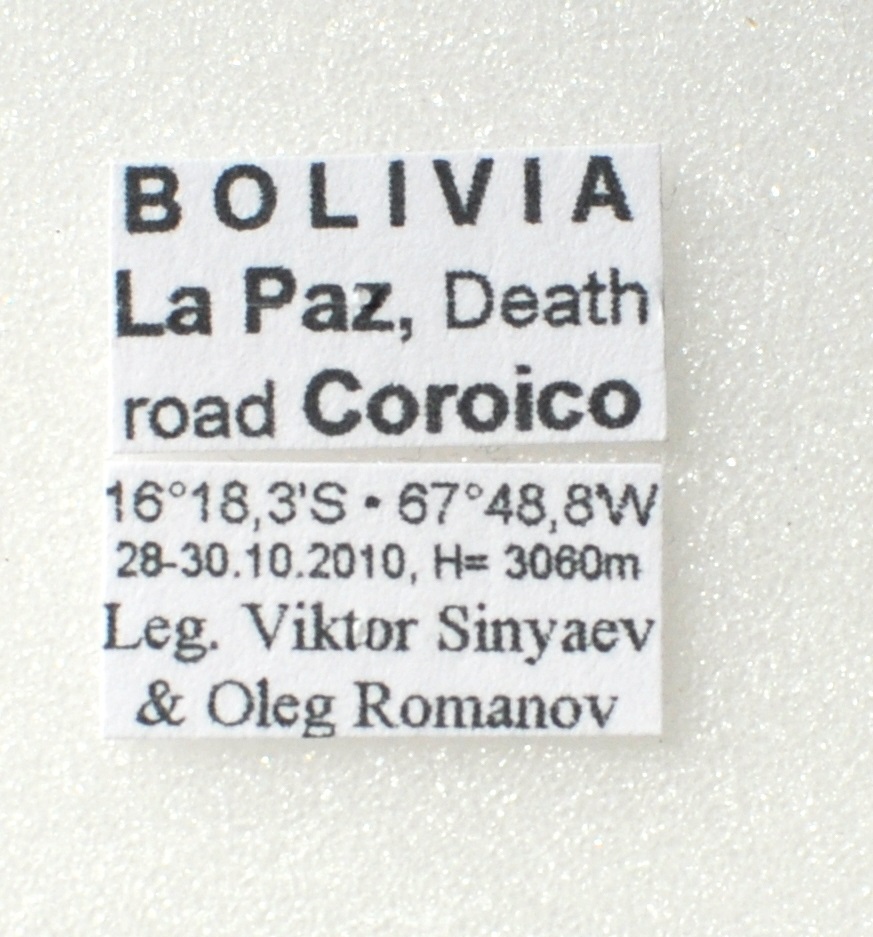 BOLIVIA
La Paz, Death
road Coroico
16°18,3'S • 67°48,8'W
28-30.10.2010, H= 3060m
Leg. Viktor Sinyaev
& Oleg Romanov